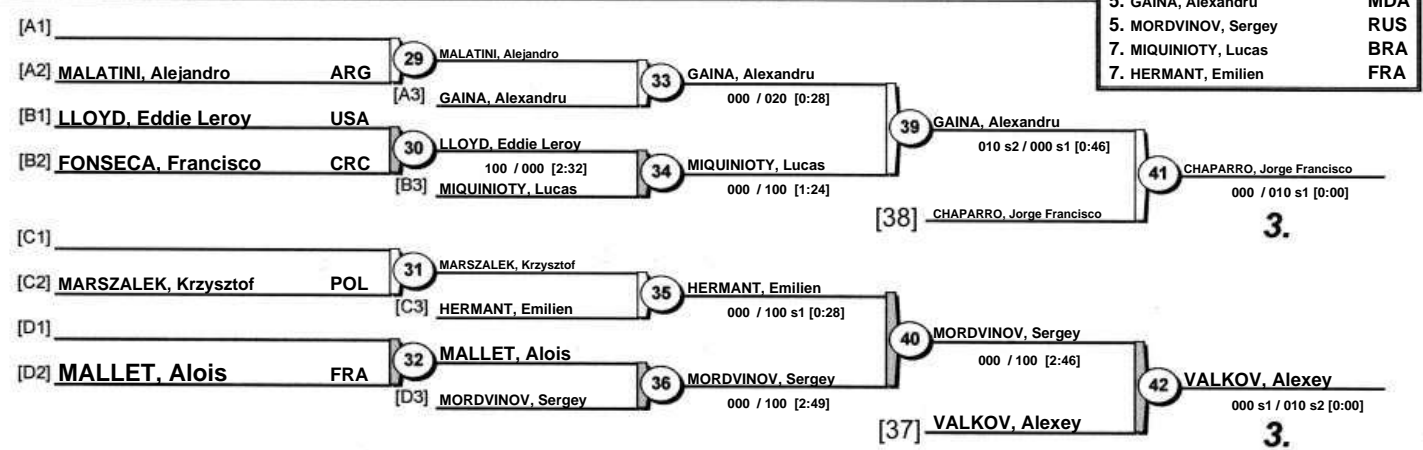 5. GAINA, Alexandru MDA
5. MORDVINOV, Sergey RUS
7. MIQUINIOTY, Lucas BRA
7. HERMANT, Emilien FRA
[A1]
[A2] MALATINI, Alejandro ARG
29
MALATINI, Alejandro
[A3] GAINA, Alexandru
33
GAINA, Alexandru
000 / 020 [0:28]
[B1] LLOYD, Eddie Leroy USA
[B2] FONSECA, Francisco CRC
30
LLOYD, Eddie Leroy
100 / 000 [2:32]
[B3] MIQUINIOTY, Lucas
34
MIQUINIOTY, Lucas
000 / 100 [1:24]
39
GAINA, Alexandru
010 s2 / 000 s1 [0:46]
[38] CHAPARRO, Jorge Francisco
41
CHAPARRO, Jorge Francisco
000 / 010 s1 [0:00]
3.
[C1]
[C2] MARSZALEK, Krzysztof POL
31
MARSZALEK, Krzysztof
[C3] HERMANT, Emilien
35
HERMANT, Emilien
000 / 100 s1 [0:28]
[D1]
[D2] MALLET, Alois FRA
32
MALLET, Alois
[D3] MORDVINOV, Sergey
36
MORDVINOV, Sergey
000 / 100 [2:49]
40
MORDVINOV, Sergey
000 / 100 [2:46]
[37] VALKOV, Alexey
42
VALKOV, Alexey
000 s1 / 010 s2 [0:00]
3.